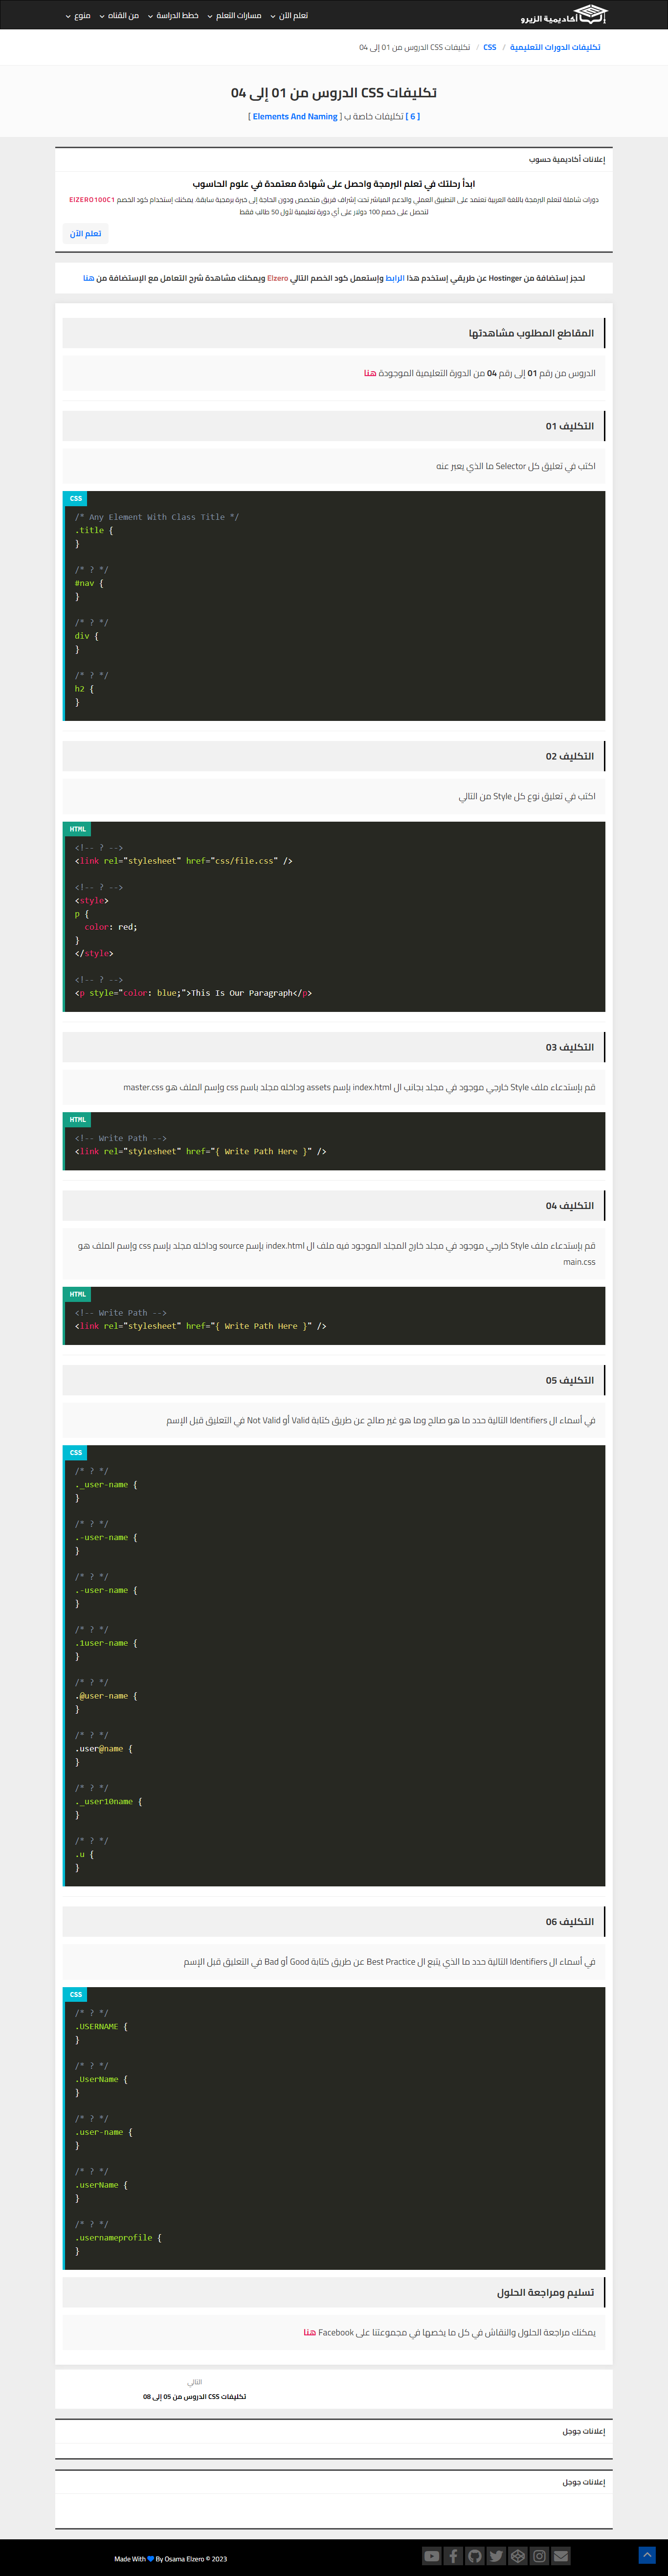 أكاديمية الزيرو
تعلم الآن
مسارات التعلم
خطط الدراسة
من القناه
منوع
تكليفات الدورات التعليمية / CSS / تكليفات CSS الدروس من 01 إلى 04
تكليفات CSS الدروس من 01 إلى 04
[ 6 ] تكليفات خاصة ب [ Elements And Naming ]
إعلانات أكاديمية حسوب
ابدأ رحلتك في تعلم البرمجة واحصل على شهادة معتمدة في علوم الحاسوب
دورات شاملة لتعلم البرمجة باللغة العربية تعتمد على التطبيق العملي والدعم المباشر تحت إشراف فريق متخصص ودون الحاجة إلى خبرة برمجية سابقة. يمكنك إستخدام كود الخصم ElZERO100C1
لتحصل على خصم 100 دولار على أي دورة تعليمية لأول 50 طالب فقط
تعلم الآن
لحجز إستضافة من Hostinger عن طريقي إستخدم هذا الرابط وإستعمل كود الخصم التالي Elzero ويمكنك مشاهدة شرح التعامل مع الإستضافة من هنا
المقاطع المطلوب مشاهدتها
الدروس من رقم 01 إلى رقم 04 من الدورة التعليمية الموجودة هنا
التكليف 01
اكتب في تعليق كل Selector ما الذي يعبر عنه
CSS
/* Any Element With Class Title */
.title {
}
/* ? */
#nav {
}
/* ? */
div {
}
/* ? */
h2 {
}
التكليف 02
اكتب في تعليق نوع كل Style من التالي
HTML
<!-- ? -->
<link rel="stylesheet" href="css/file.css" />
<!-- ? -->
<style>
p {
color: red;
}
</style>
<!-- ? -->
<p style="color: blue;">This Is Our Paragraph</p>
التكليف 03
قم بإستدعاء ملف Style خارجي موجود في مجلد بجانب ال index.html بإسم assets وداخله مجلد باسم css وإسم الملف هو master.css
HTML
<!-- Write Path -->
<link rel="stylesheet" href="{ Write Path Here }" />
التكليف 04
قم بإستدعاء ملف Style خارجي موجود في مجلد خارج المجلد الموجود فيه ملف ال index.html بإسم source وداخله مجلد بإسم css وإسم الملف هو
main.css
HTML
<!-- Write Path -->
<link rel="stylesheet" href="{ Write Path Here }" />
التكليف 05
في أسماء ال Identifiers التالية حدد ما هو صالح وما هو غير صالح عن طريق كتابة Valid أو Not Valid في التعليق قبل الإسم
CSS
/* ? */
._user-name {
}
/* ? */
.-user-name {
}
/* ? */
.-user-name {
}
/* ? */
.1user-name {
}
/* ? */
.@user-name {
}
/* ? */
.user@name {
}
/* ? */
._user10name {
}
/* ? */
.u {
}
التكليف 06
في أسماء ال Identifiers التالية حدد ما الذي يتبع ال Best Practice عن طريق كتابة Good أو Bad في التعليق قبل الإسم
CSS
/* ? */
.USERNAME {
}
/* ? */
.UserName {
}
/* ? */
.user-name {
}
/* ? */
.userName {
}
/* ? */
.usernameprofile {
}
تسليم ومراجعة الحلول
يمكنك مراجعة الحلول والنقاش في كل ما يخصها في مجموعتنا على Facebook هنا
التالي
تكليفات CSS الدروس من 05 إلى 08
إعلانات جوجل
إعلانات جوجل
Made With By Osama Elzero © 2023